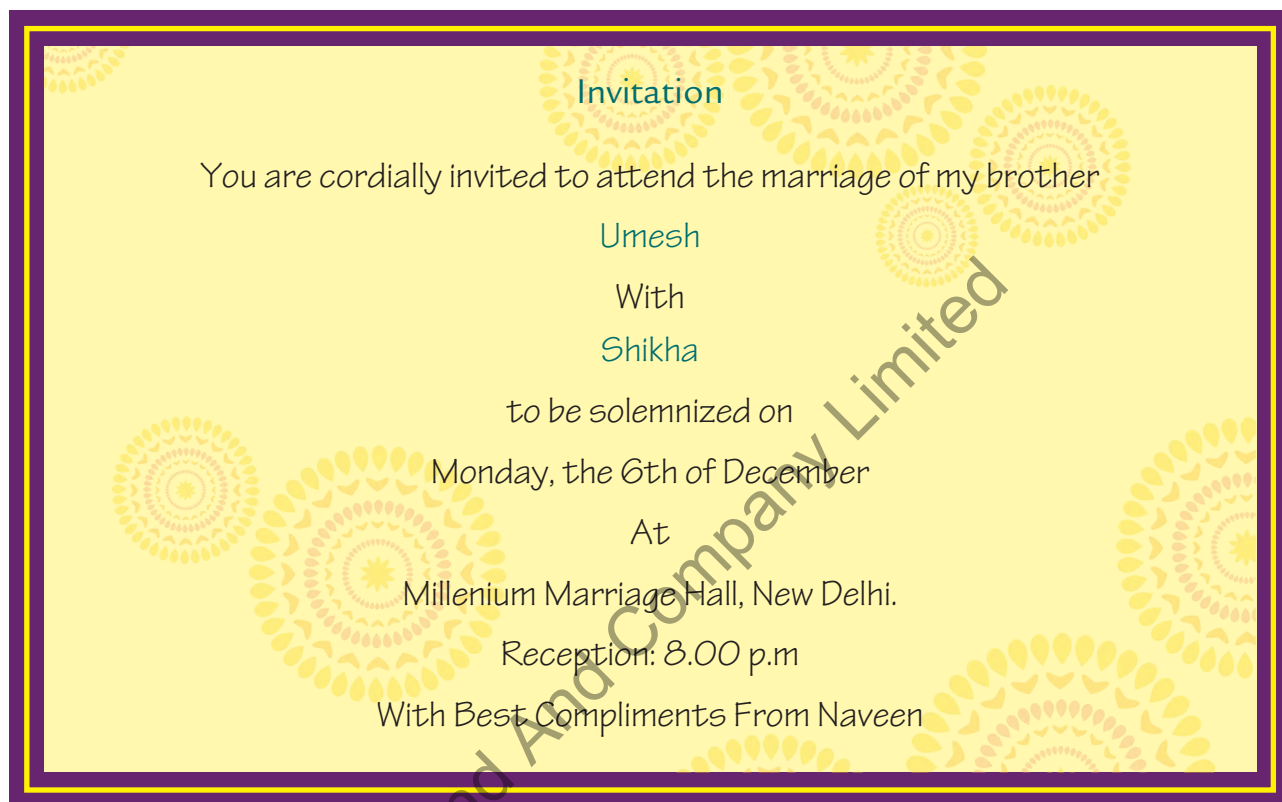 Invitation
You are cordially invited to attend the marriage of my brother
Umesh
With
Shikha
to be solemnized on
Monday, the 6th of December
At
Millenium Marriage Hall, New Delhi.
Reception: 8.00 p.m
With Best Compliments From Naveen
And Company Limited